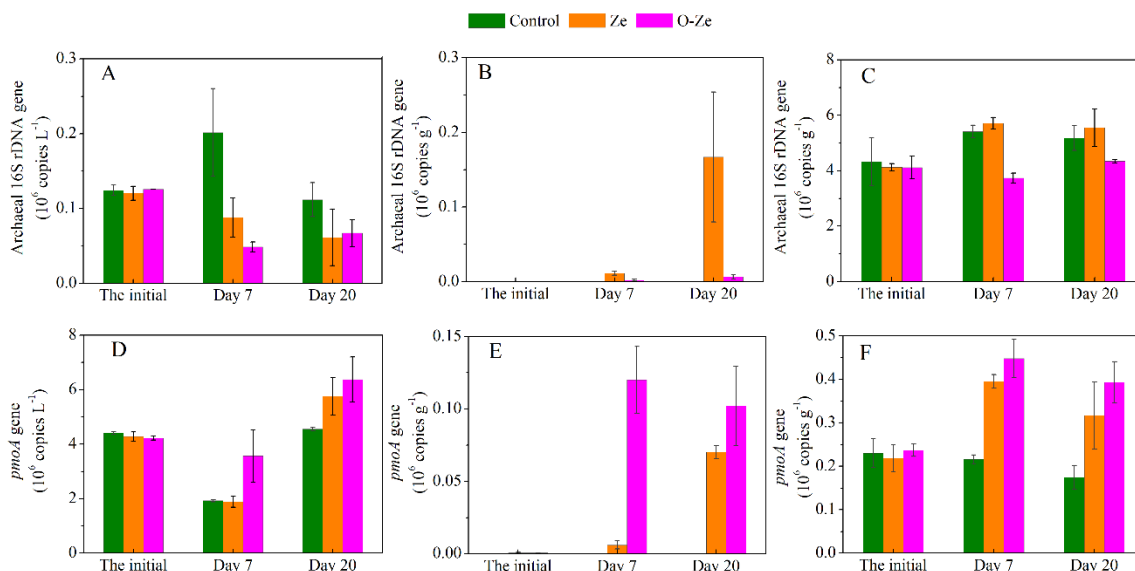 Control Ze O-Ze
A
Archaeal 16S rDNA gene
(10⁶ copies L⁻¹)
0.3
0.2
0.1
0.0
The initial Day 7 Day 20
B
Archaeal 16S rDNA gene
(10⁶ copies g⁻¹)
0.3
0.2
0.1
0.0
The initial Day 7 Day 20
C
Archaeal 16S rDNA gene
(10⁶ copies g⁻¹)
8
6
4
2
0
The initial Day 7 Day 20
D
pmoA gene
(10⁶ copies L⁻¹)
8
6
4
2
0
The initial Day 7 Day 20
E
pmoA gene
(10⁶ copies g⁻¹)
0.15
0.10
0.05
0.00
The initial Day 7 Day 20
F
pmoA gene
(10⁶ copies g⁻¹)
0.5
0.4
0.3
0.2
0.1
0.0
The initial Day 7 Day 20